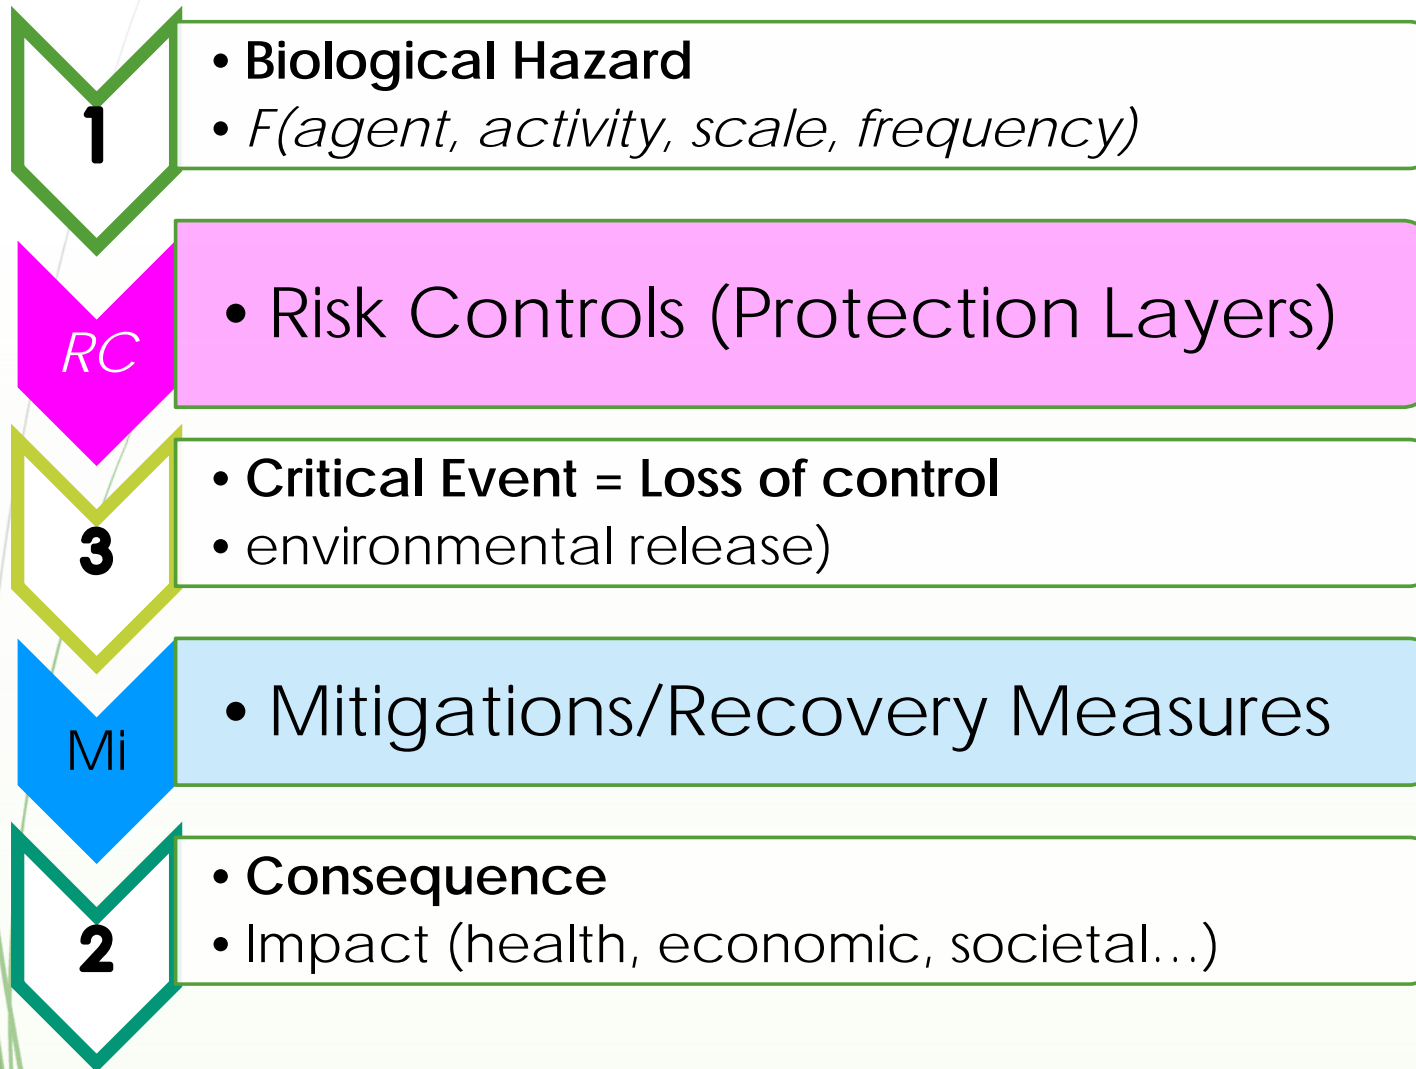 1
• Biological Hazard
• F(agent, activity, scale, frequency)
RC
• Risk Controls (Protection Layers)
3
• Critical Event = Loss of control
• environmental release)
Mi
• Mitigations/Recovery Measures
2
• Consequence
• Impact (health, economic, societal…)